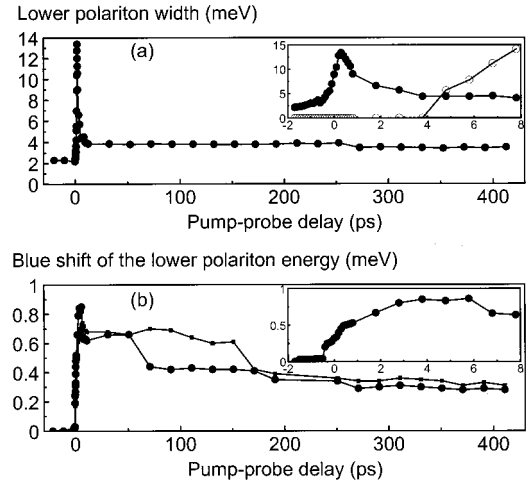 Lower polariton width (meV)
(a)
14
12
10
8
6
4
2
0
15
10
5
0
-2 0 2 4 6 8
0 100 200 300 400
Pump-probe delay (ps)
Blue shift of the lower polariton energy (meV)
(b)
1
0.8
0.6
0.4
0.2
0
1
0.5
0
-2 0 2 4 6 8
0 100 200 300 400
Pump-probe delay (ps)